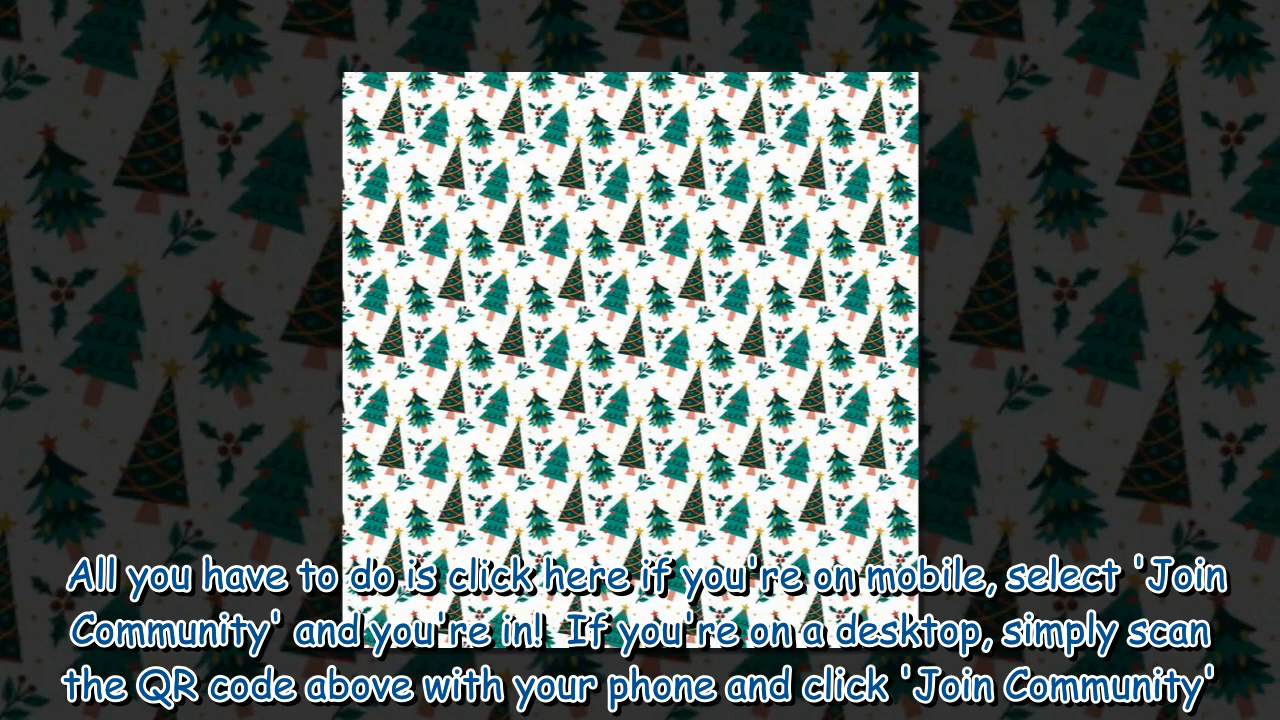 All you have to do is click here if you're on mobile, select 'Join
Community' and you're in!  If you're on a desktop, simply scan
the QR code above with your phone and click 'Join Community'